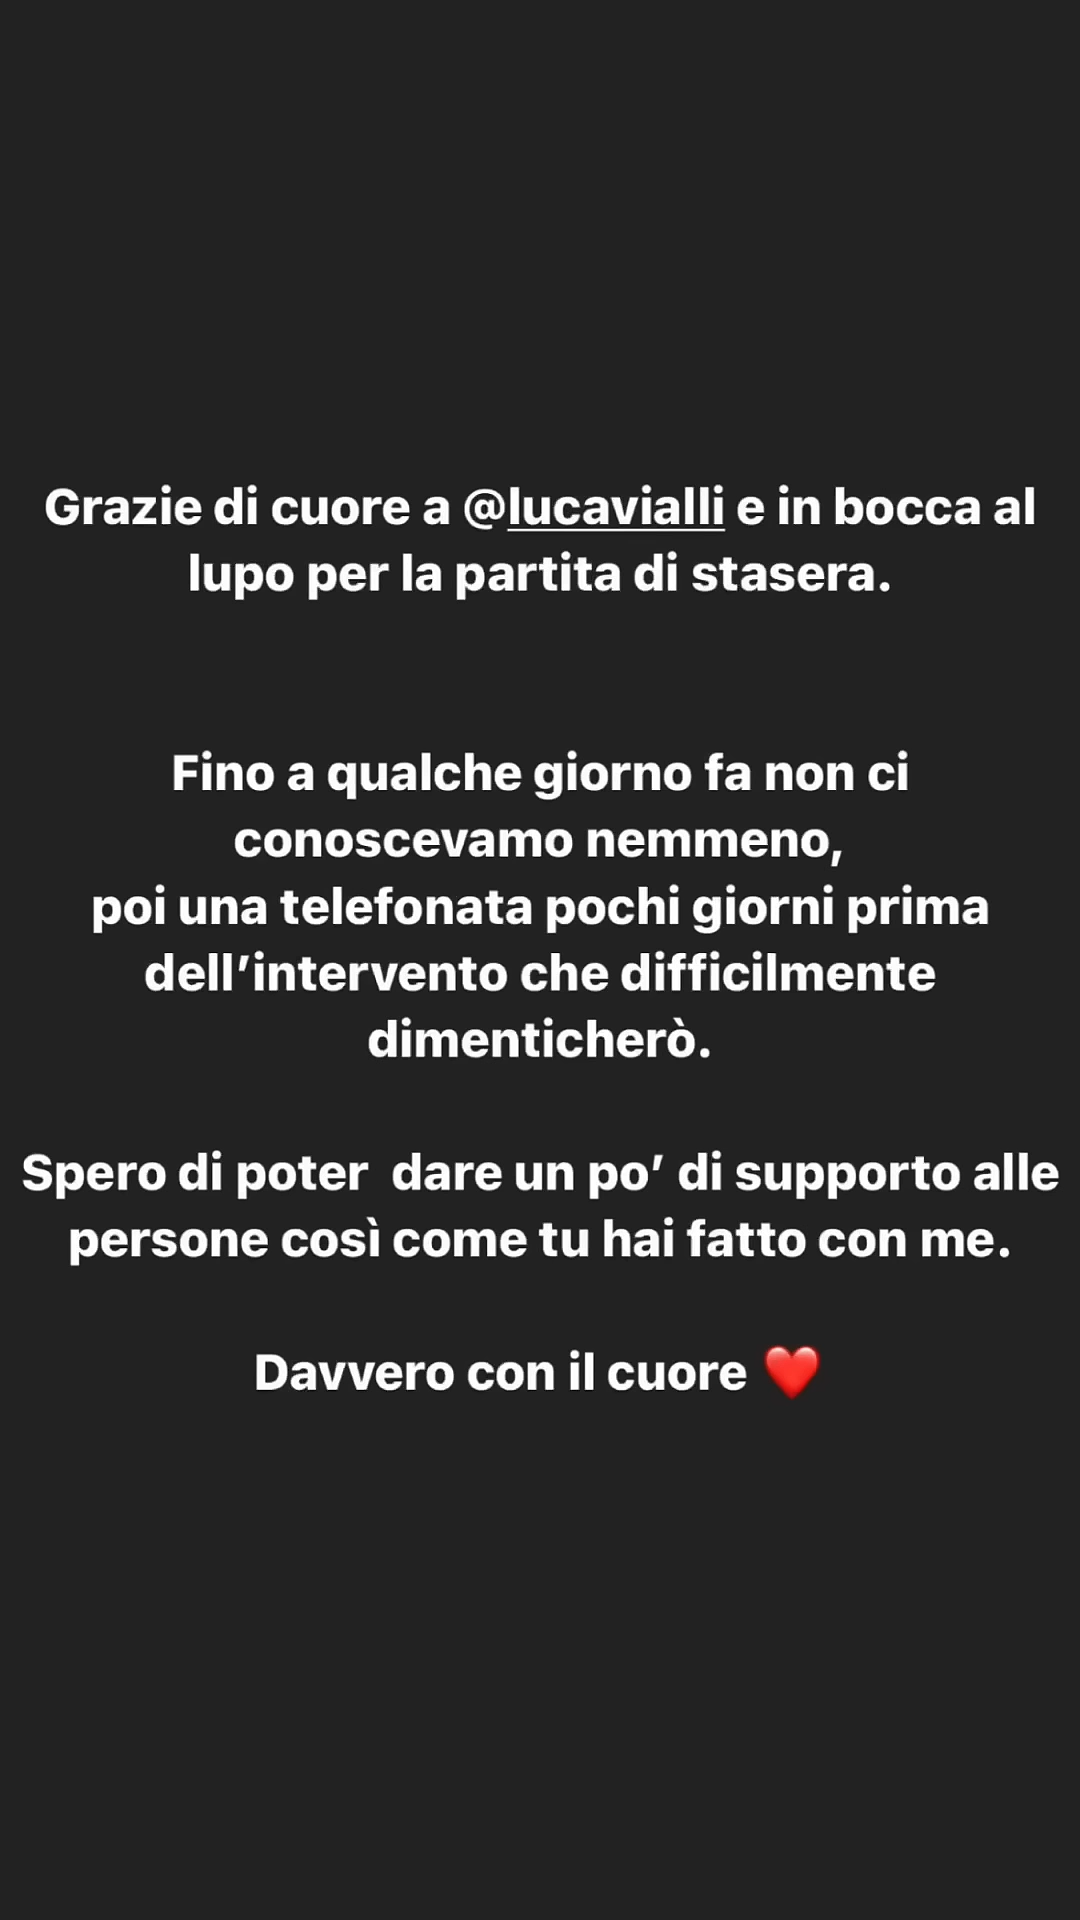 Grazie di cuore a @lucavialli e in bocca al
lupo per la partita di stasera.
Fino a qualche giorno fa non ci
conoscevamo nemmeno,
poi una telefonata pochi giorni prima
dell’intervento che difficilmente
dimenticherò.
Spero di poter  dare un po’ di supporto alle
persone così come tu hai fatto con me.
Davvero con il cuore ❤️